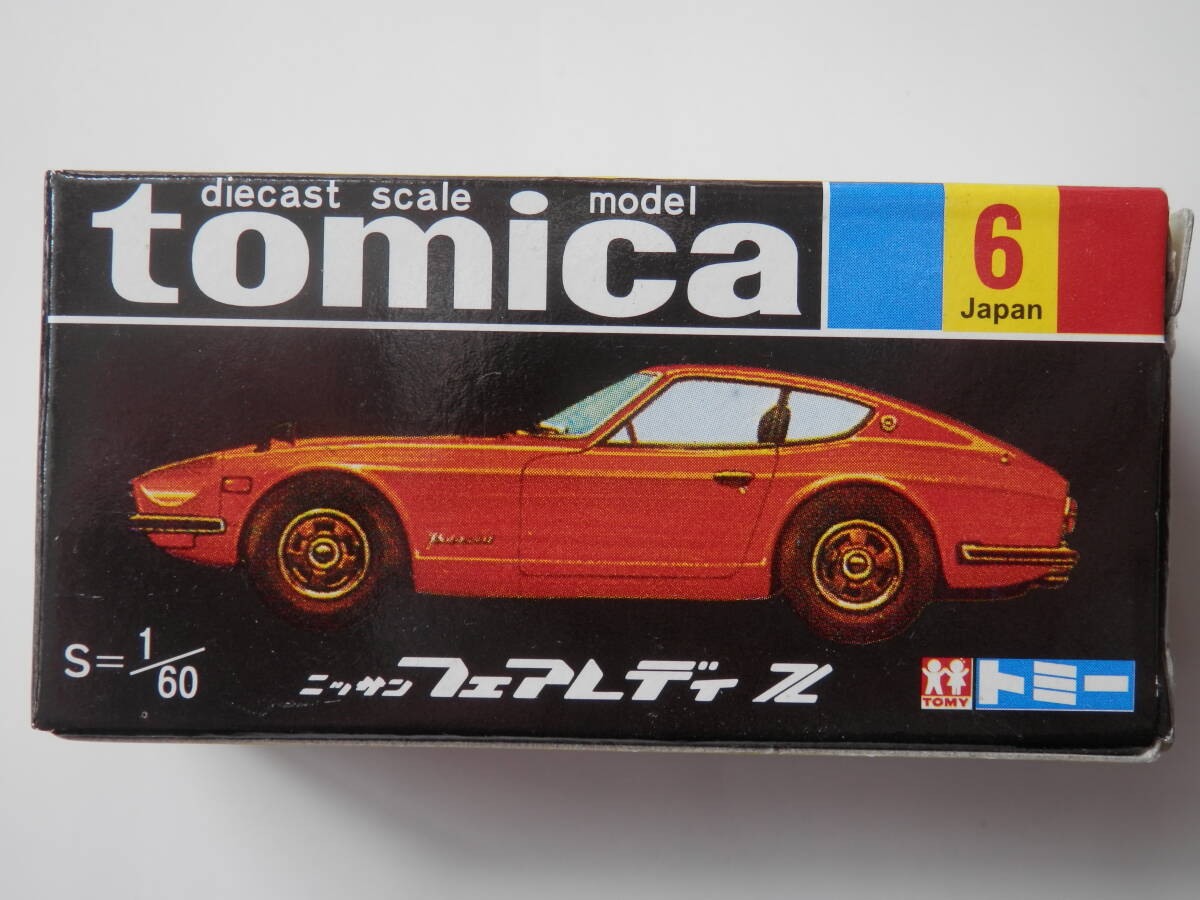 diecast scale model
tomica
6
Japan
S=1/60
ニッサン フェアレディ Z
TOMY
トミー